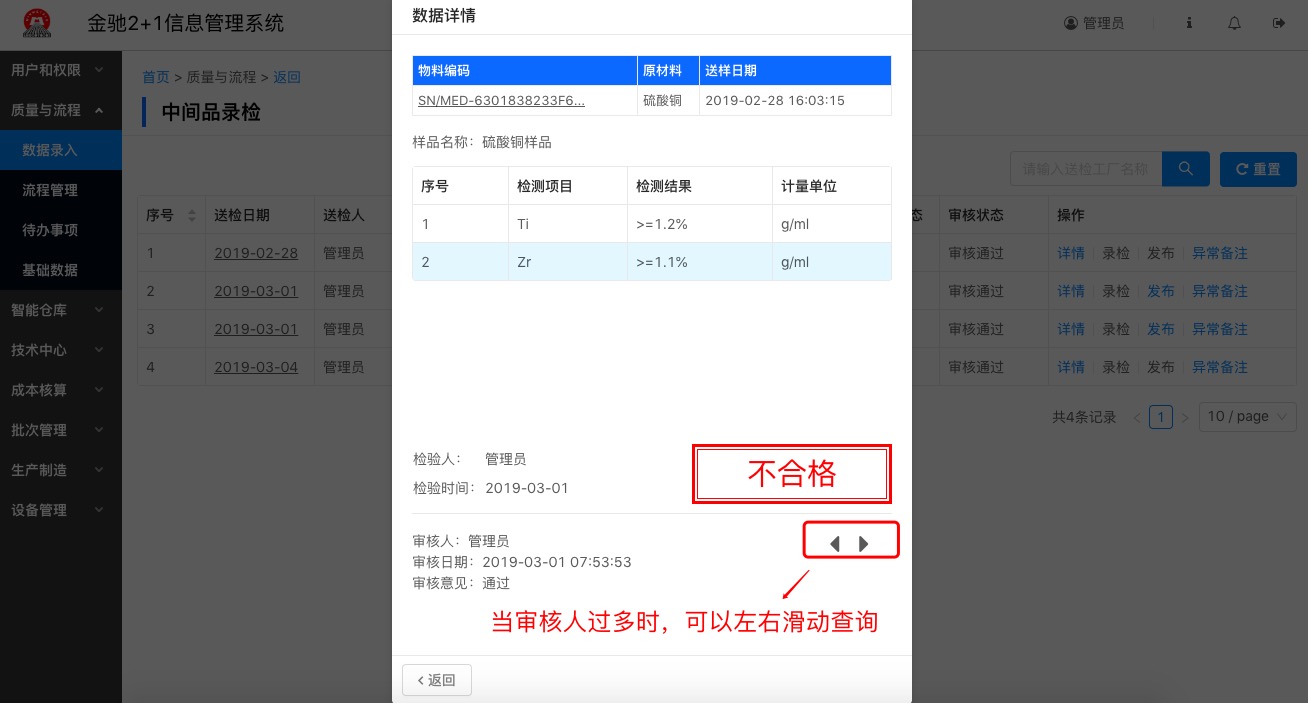 金驰2+1信息管理系统
管理员
用户和权限
质量与流程
数据录入
流程管理
待办事项
基础数据
智能仓库
技术中心
成本核算
批次管理
生产制造
设备管理
首页 > 质量与流程 > 返回
中间品录检
请输入送检工厂名称
重置
序号 送检日期 送检人 态 审核状态 操作
1 2019-02-28 管理员 审核通过 详情 录检 发布 异常备注
2 2019-03-01 管理员 审核通过 详情 录检 发布 异常备注
3 2019-03-01 管理员 审核通过 详情 录检 发布 异常备注
4 2019-03-04 管理员 审核通过 详情 录检 发布 异常备注
共4条记录 < 1 > 10 / page
数据详情
物料编码 原材料 送样日期
SN/MED-6301838233F6... 硫酸铜 2019-02-28 16:03:15
样品名称：硫酸铜样品
序号 检测项目 检测结果 计量单位
1 Ti >=1.2% g/ml
2 Zr >=1.1% g/ml
检验人： 管理员
检验时间：2019-03-01
不合格
审核人：管理员
审核日期：2019-03-01 07:53:53
审核意见：通过
当审核人过多时，可以左右滑动查询
返回